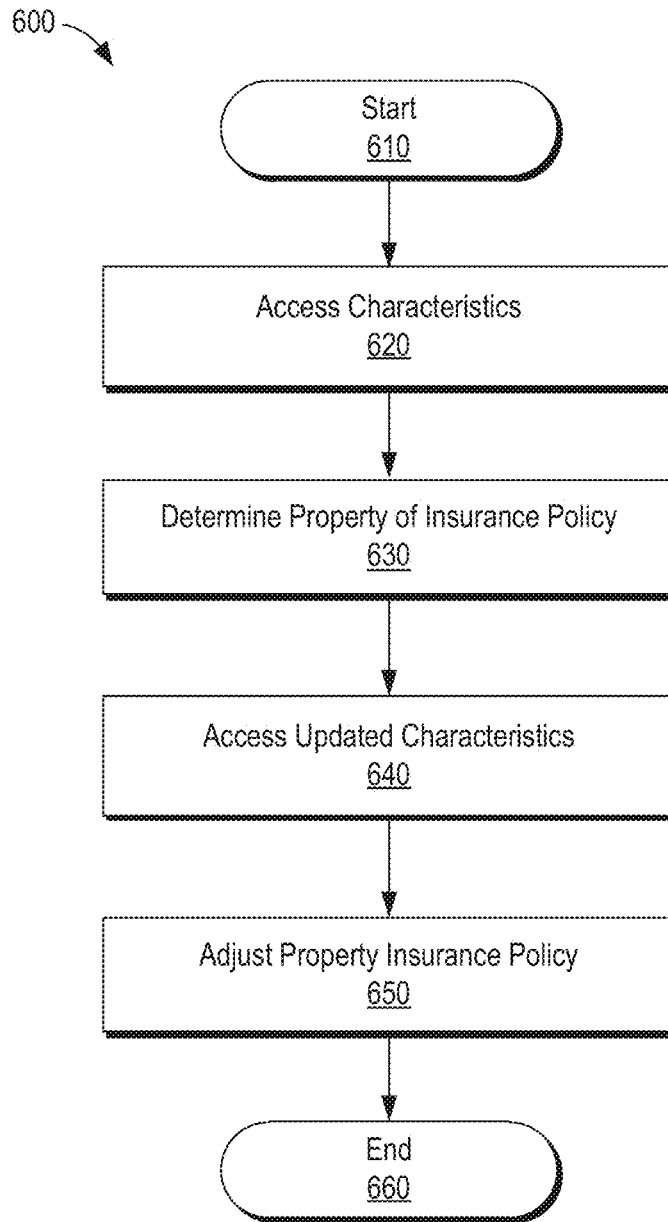 600
Start
610
Access Characteristics
620
Determine Property of Insurance Policy
630
Access Updated Characteristics
640
Adjust Property Insurance Policy
650
End
660